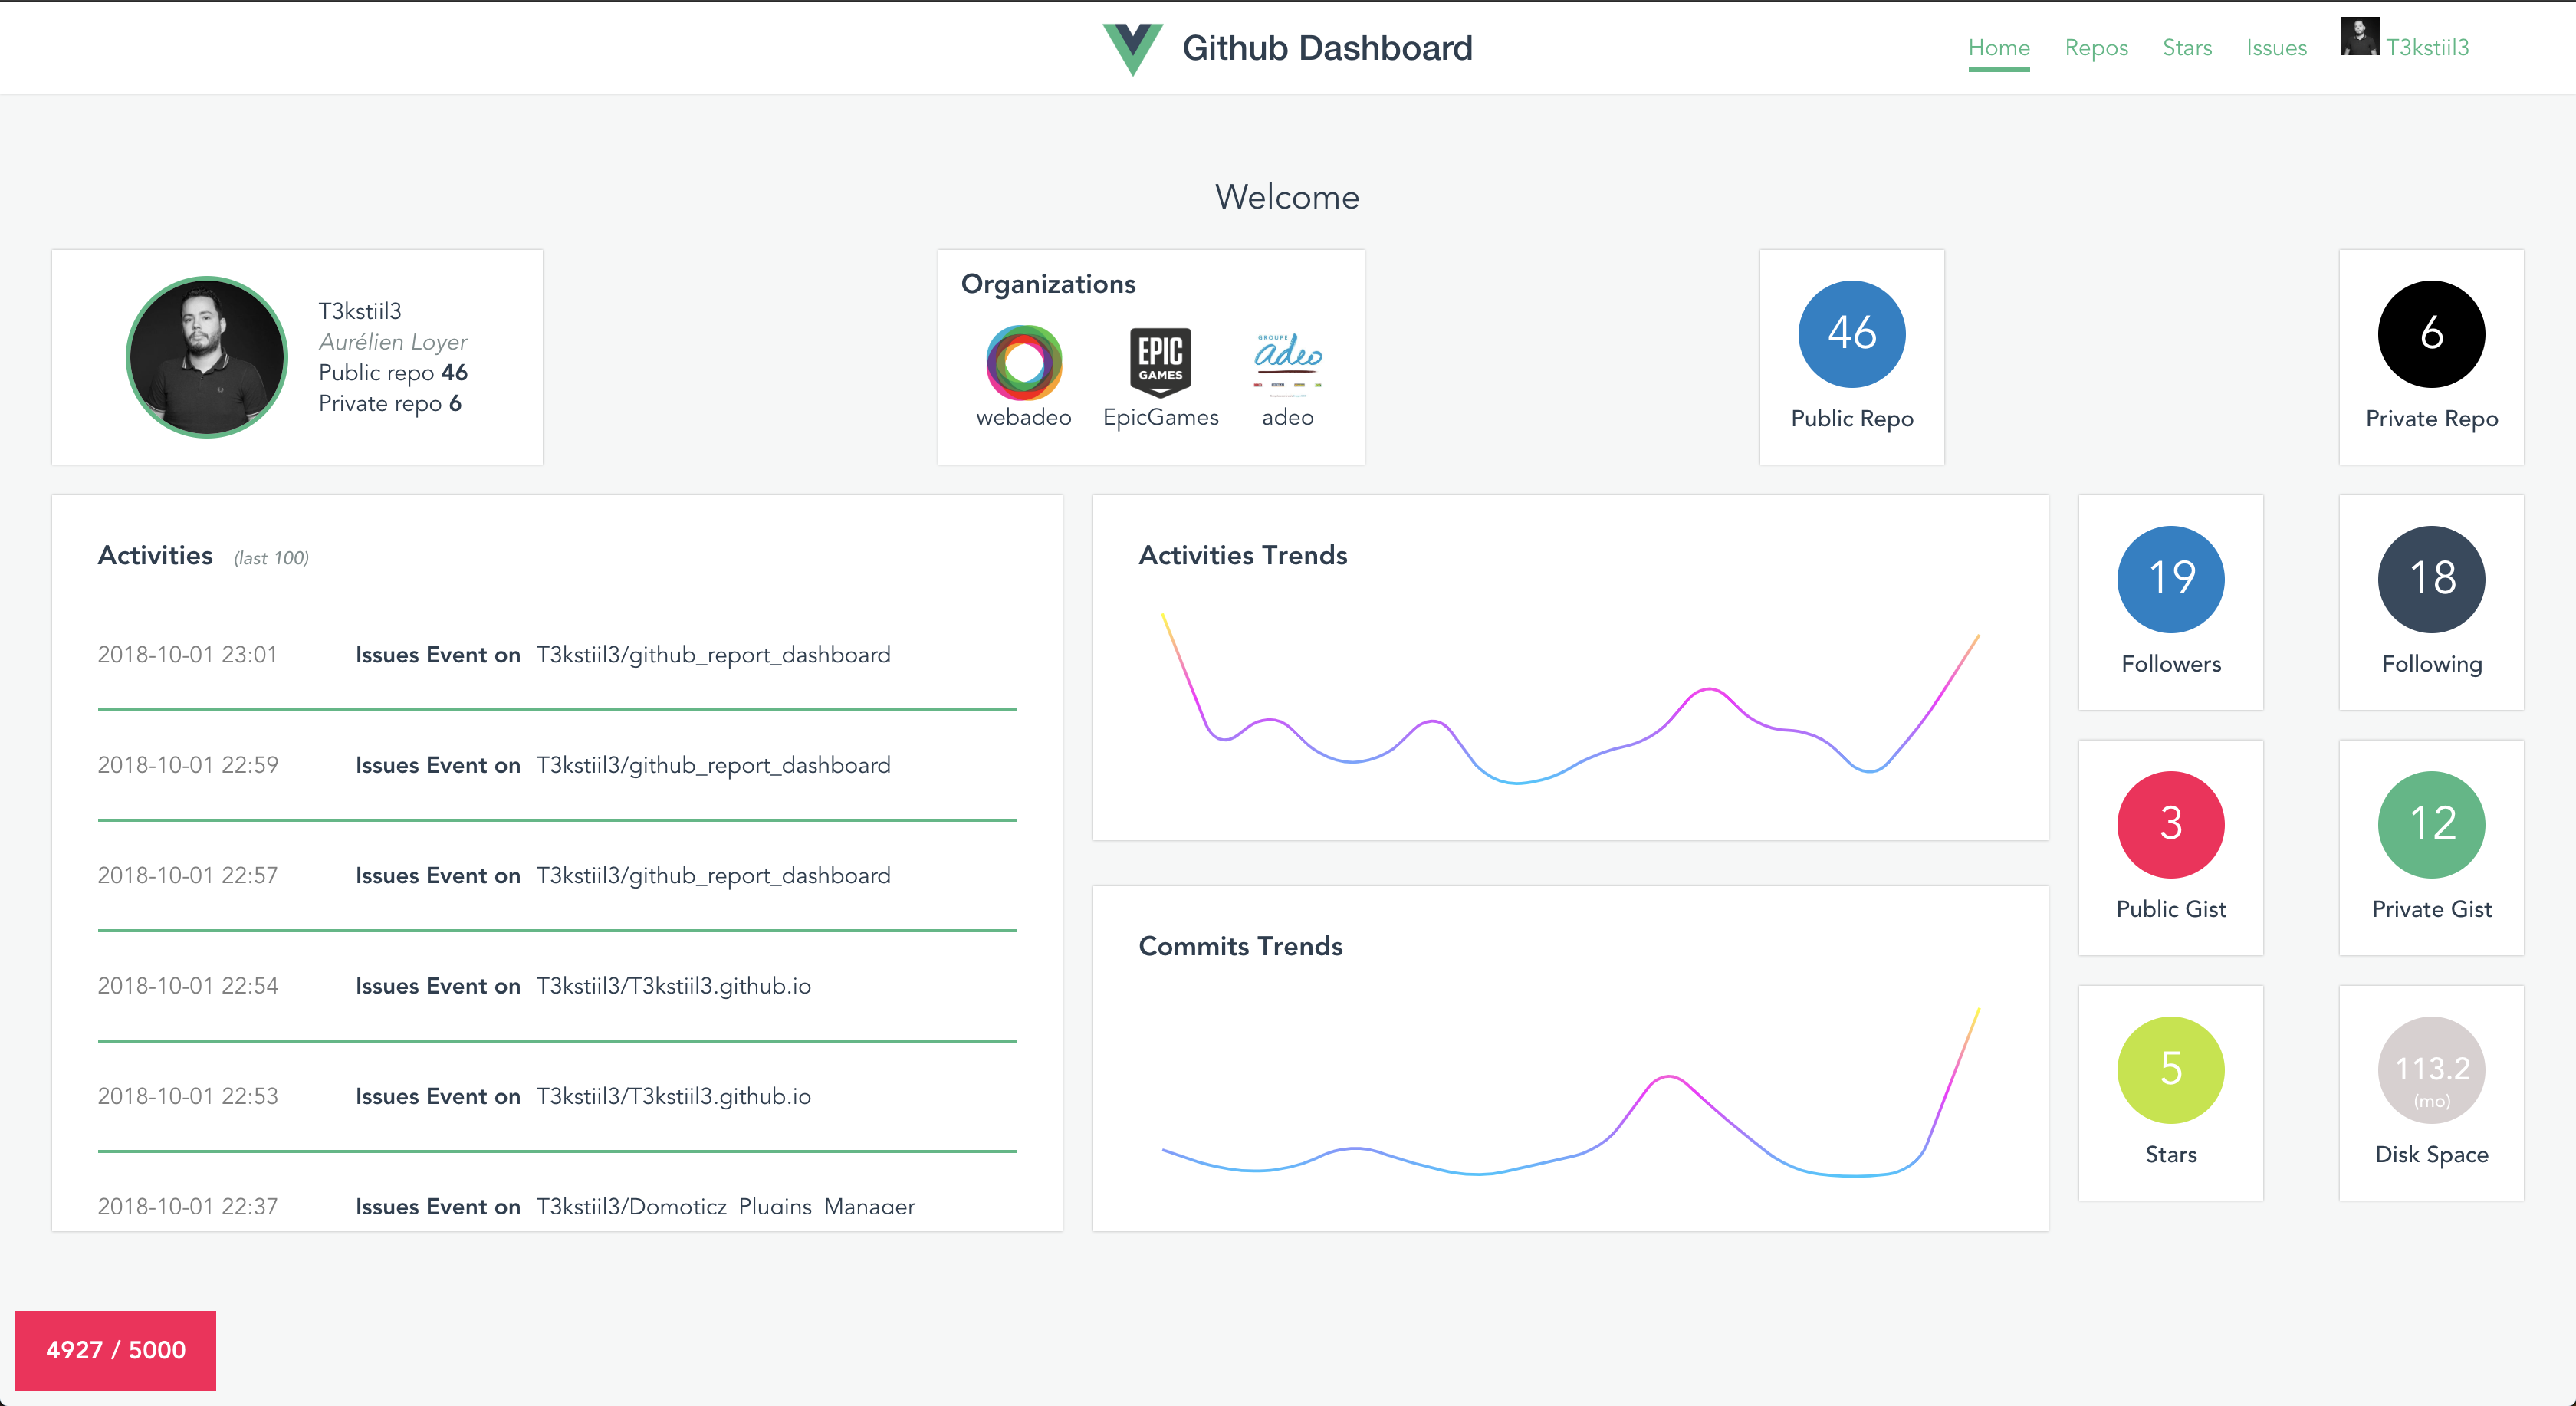 Github Dashboard
Home Repos Stars Issues T3kstiil3
Welcome
T3kstiil3
Aurélien Loyer
Public repo 46
Private repo 6
Organizations
EPIC
GAMES
GROUPE
adeo
webadeo EpicGames adeo
46
Public Repo
6
Private Repo
Activities (last 100)
2018-10-01 23:01 Issues Event on T3kstiil3/github_report_dashboard
2018-10-01 22:59 Issues Event on T3kstiil3/github_report_dashboard
2018-10-01 22:57 Issues Event on T3kstiil3/github_report_dashboard
2018-10-01 22:54 Issues Event on T3kstiil3/T3kstiil3.github.io
2018-10-01 22:53 Issues Event on T3kstiil3/T3kstiil3.github.io
2018-10-01 22:37 Issues Event on T3kstiil3/Domoticz_Plugins_Manager
Activities Trends
Commits Trends
19
Followers
18
Following
3
Public Gist
12
Private Gist
5
Stars
113.2
(mo)
Disk Space
4927 / 5000